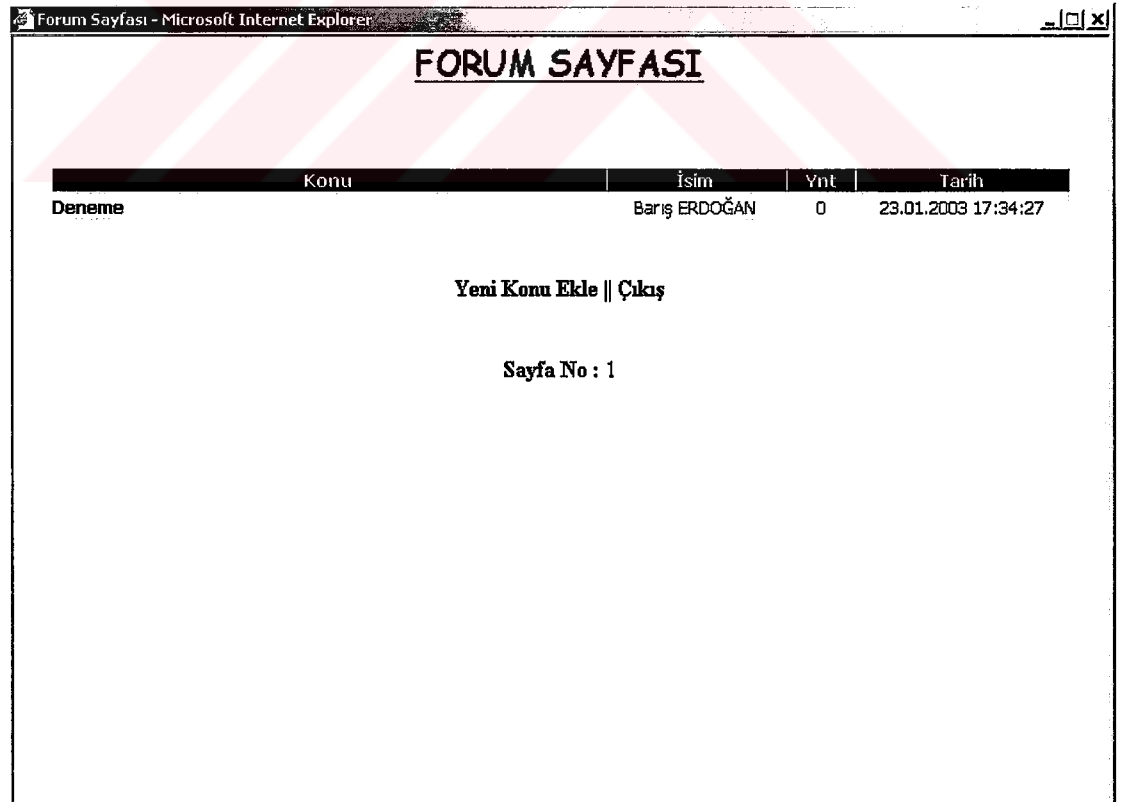 Forum Sayfası - Microsoft Internet Explorer
FORUM SAYFASI
Konu İsim Ynt Tarih
Deneme Barış ERDOĞAN 0 23.01.2003 17:34:27
Yeni Konu Ekle || Çıkış
Sayfa No : 1